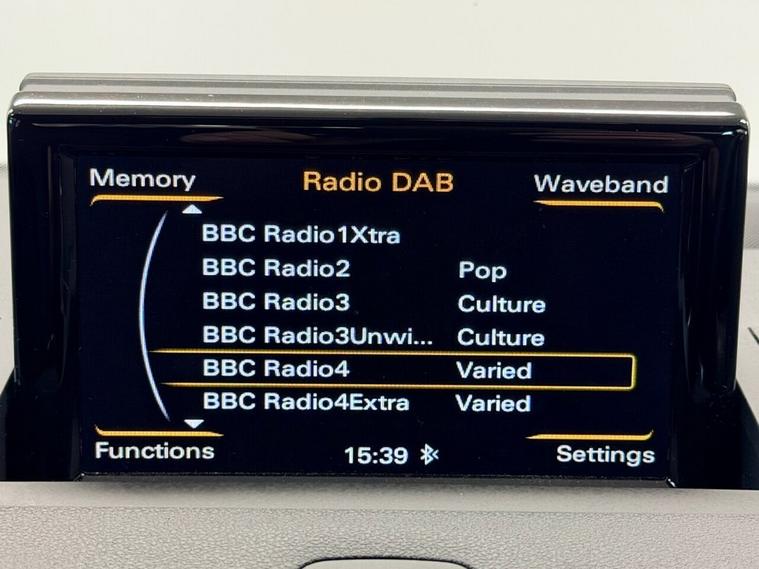 Memory Radio DAB Waveband
BBC Radio1Xtra
BBC Radio2 Pop
BBC Radio3 Culture
BBC Radio3Unwi... Culture
BBC Radio4 Varied
BBC Radio4Extra Varied
Functions 15:39 Settings